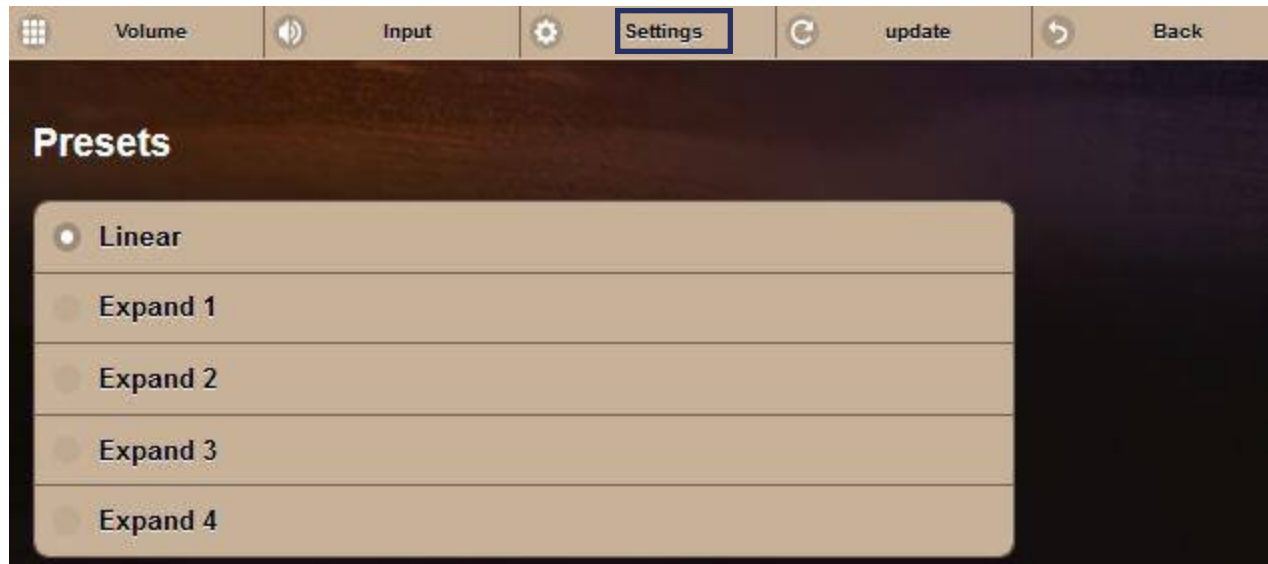 Volume Input Settings update Back
Presets
Linear
Expand 1
Expand 2
Expand 3
Expand 4